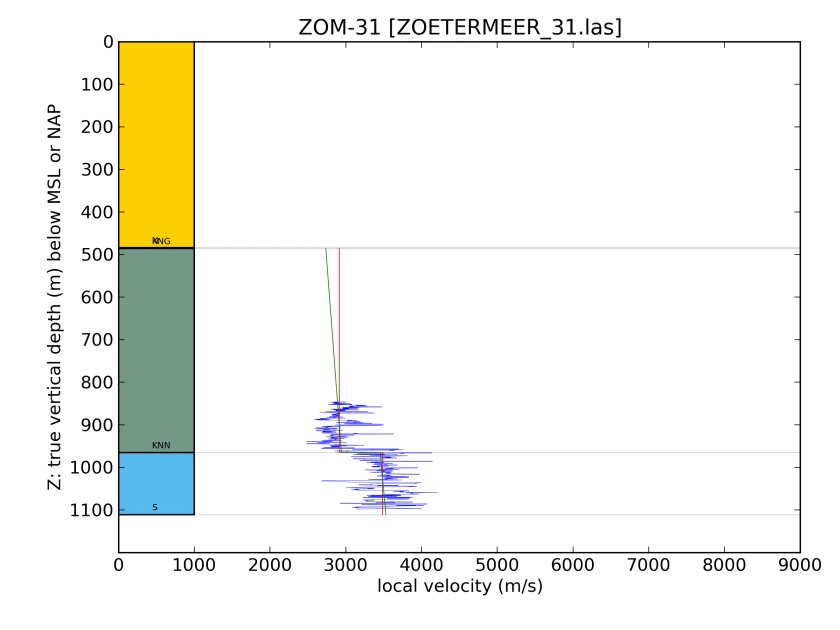 ZOM-31 [ZOETERMEER_31.las]
0
100
200
300
400
500
600
700
800
900
1000
1100
Z: true vertical depth (m) below MSL or NAP
KNN
S
0 1000 2000 3000 4000 5000 6000 7000 8000 9000
local velocity (m/s)